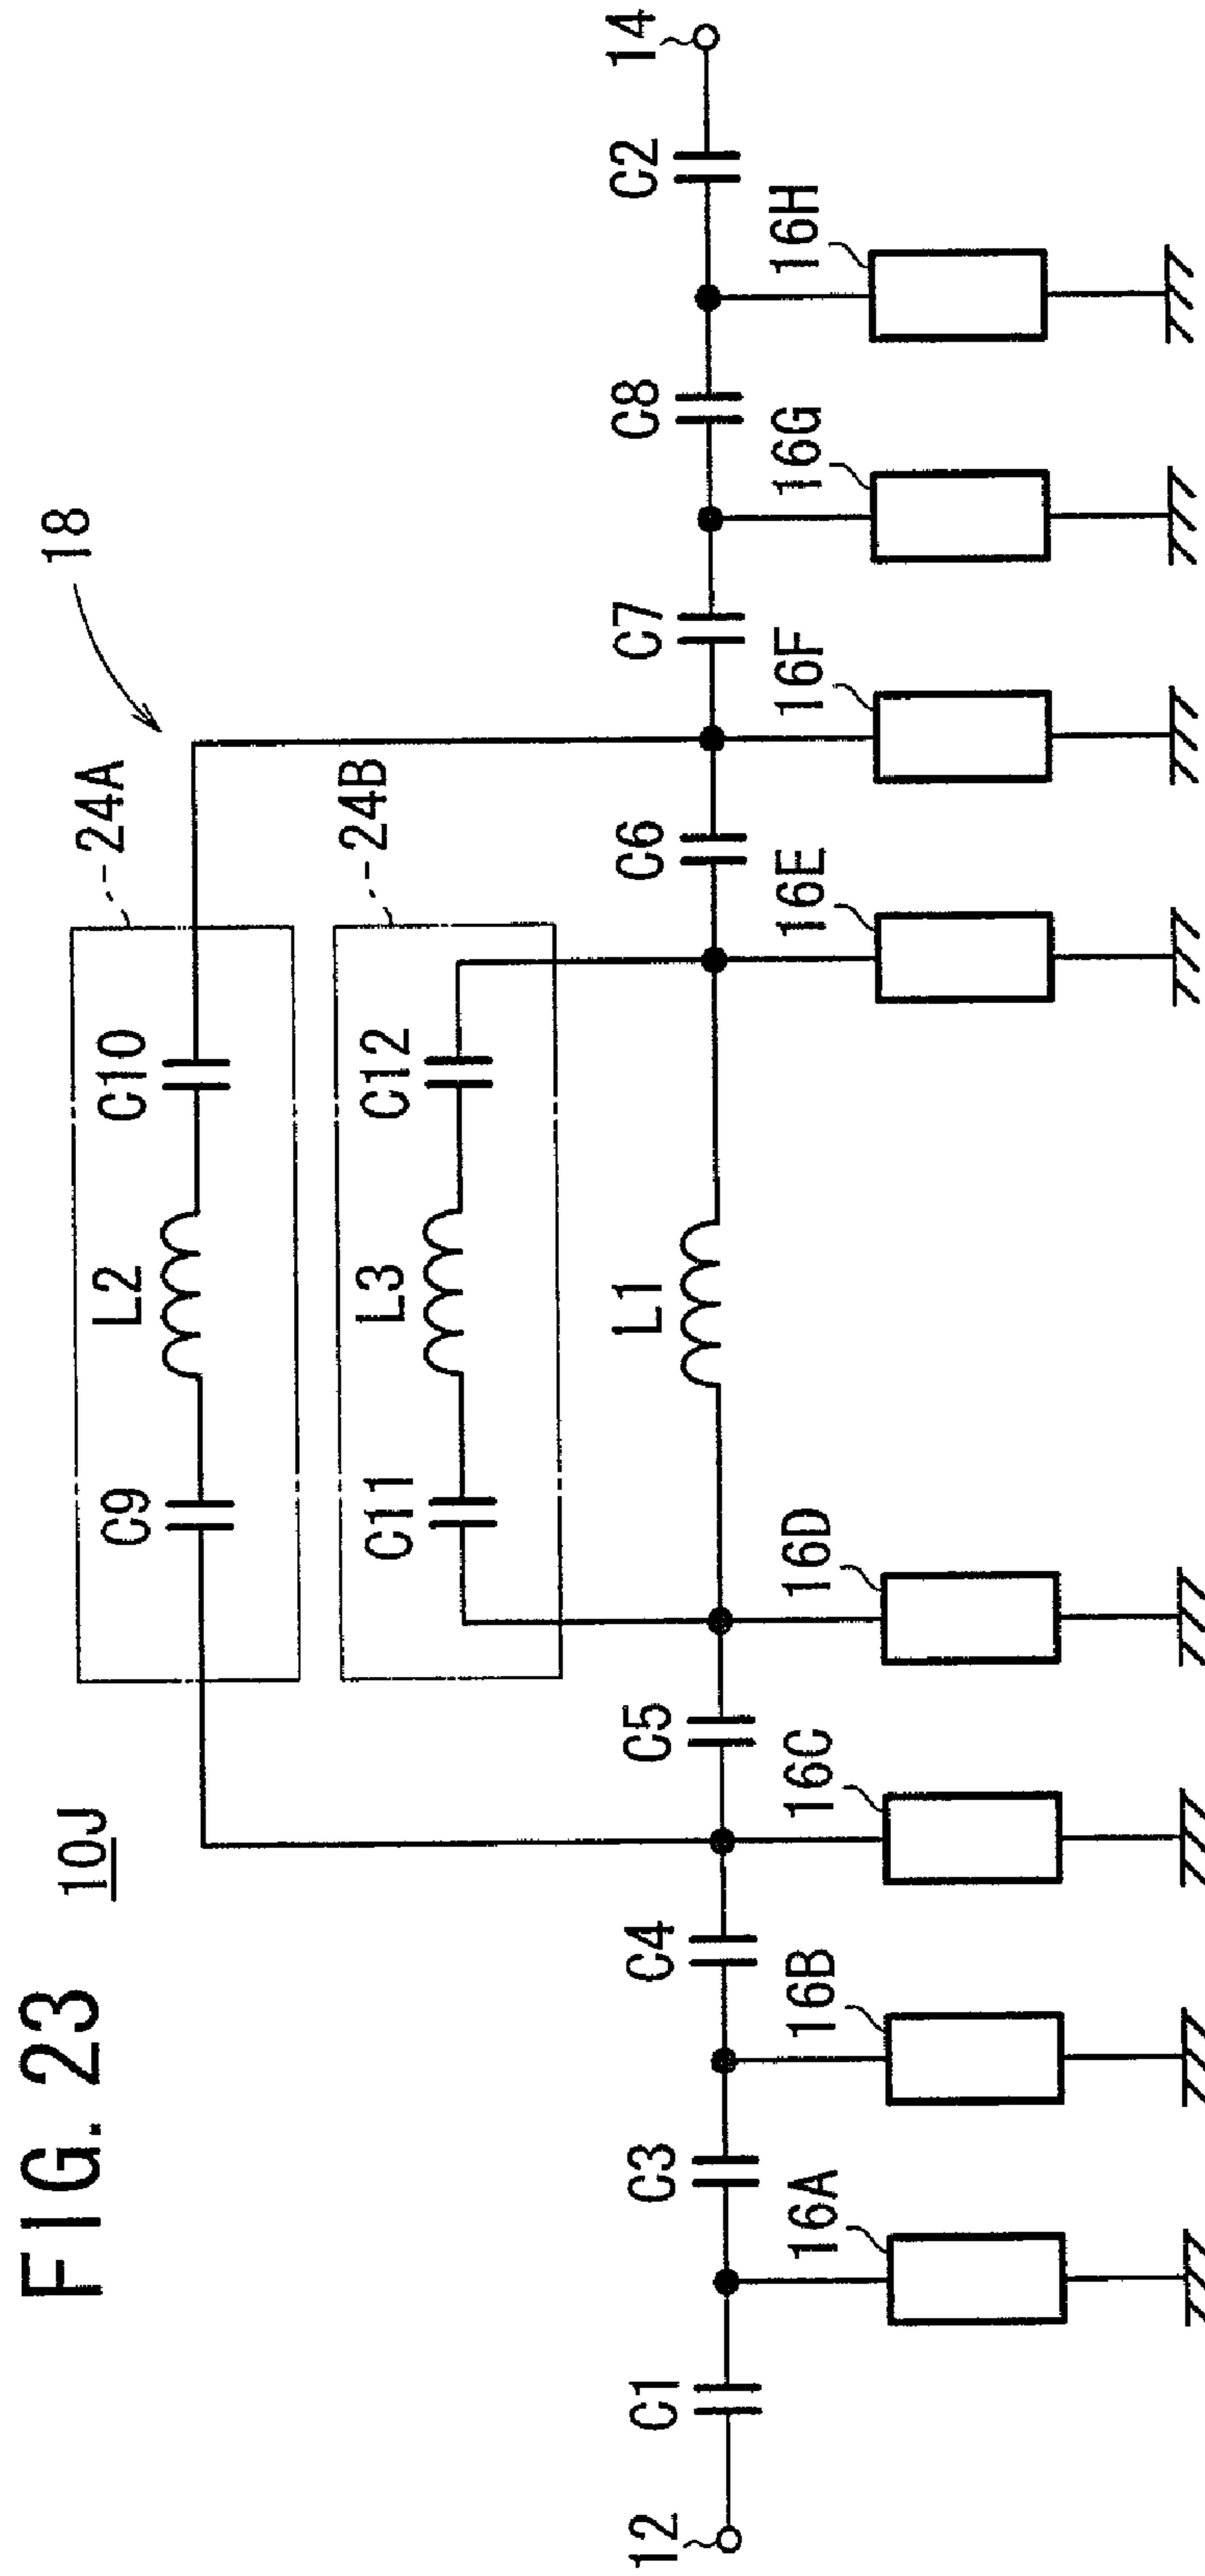 FIG. 23
10J
18
24A
C9
L2
C10
24B
C11
L3
C12
12
C1
C3
C4
C5
L1
C6
C7
C8
C2
14
16A
16B
16C
16D
16E
16F
16G
16H